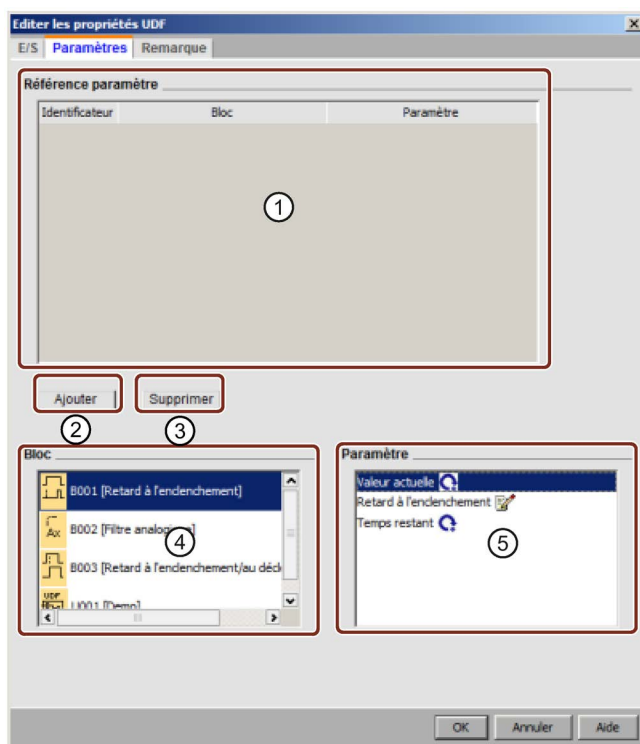 Editer les propriétés UDF
E/S Paramètres Remarque
Référence paramètre
Identificateur Bloc Paramètre
1
Ajouter Supprimer
2 3
Bloc Paramètre
B001 [Retard à l'enclenchement]
B002 [Filtre
4
B003 [Retard à l'enclenchement/au décl
UDF
[Demo]
Ax
Valeur actuelle
Retard à l'enclenchement
Temps restant
5
OK Annuler Aide